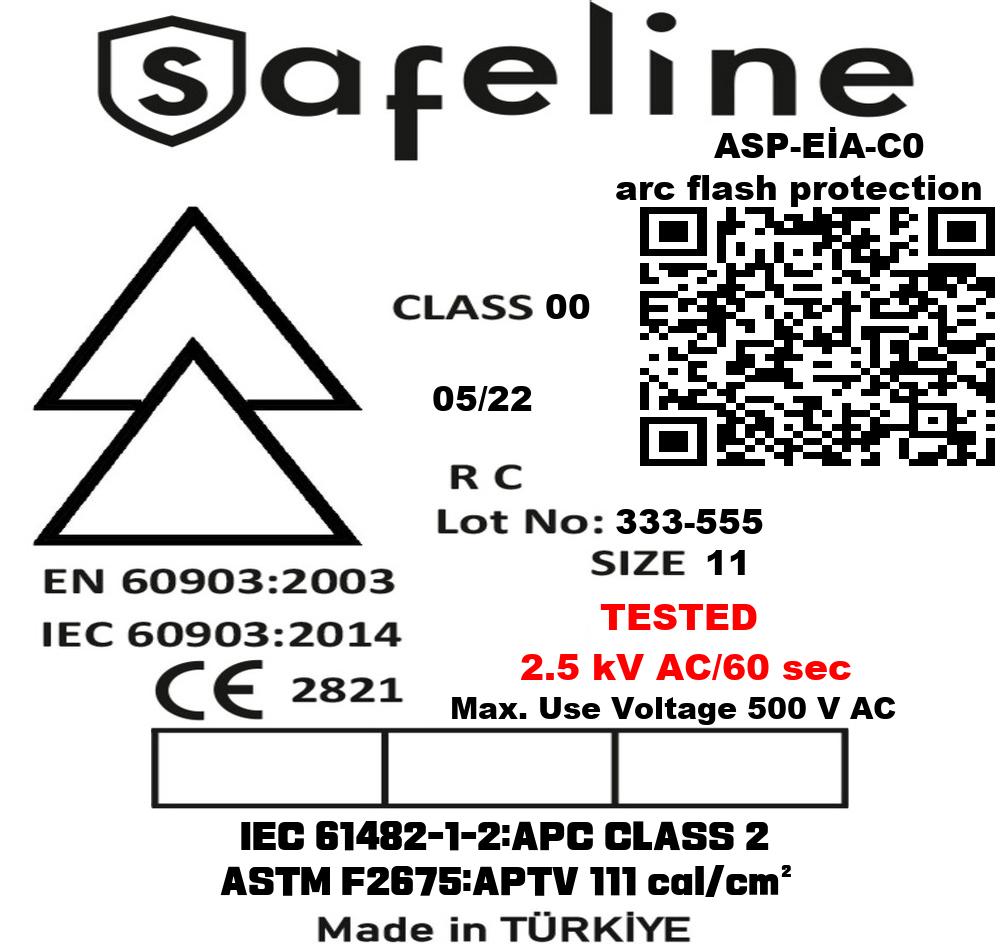 safeline
ASP-EİA-C0
arc flash protection
CLASS 00
05/22
R C
Lot No: 333-555
SIZE 11
EN 60903:2003
IEC 60903:2014
TESTED
2.5 kV AC/60 sec
CE 2821
Max. Use Voltage 500 V AC
IEC 61482-1-2:APC CLASS 2
ASTM F2675:APTV 111 cal/cm²
Made in TÜRKİYE